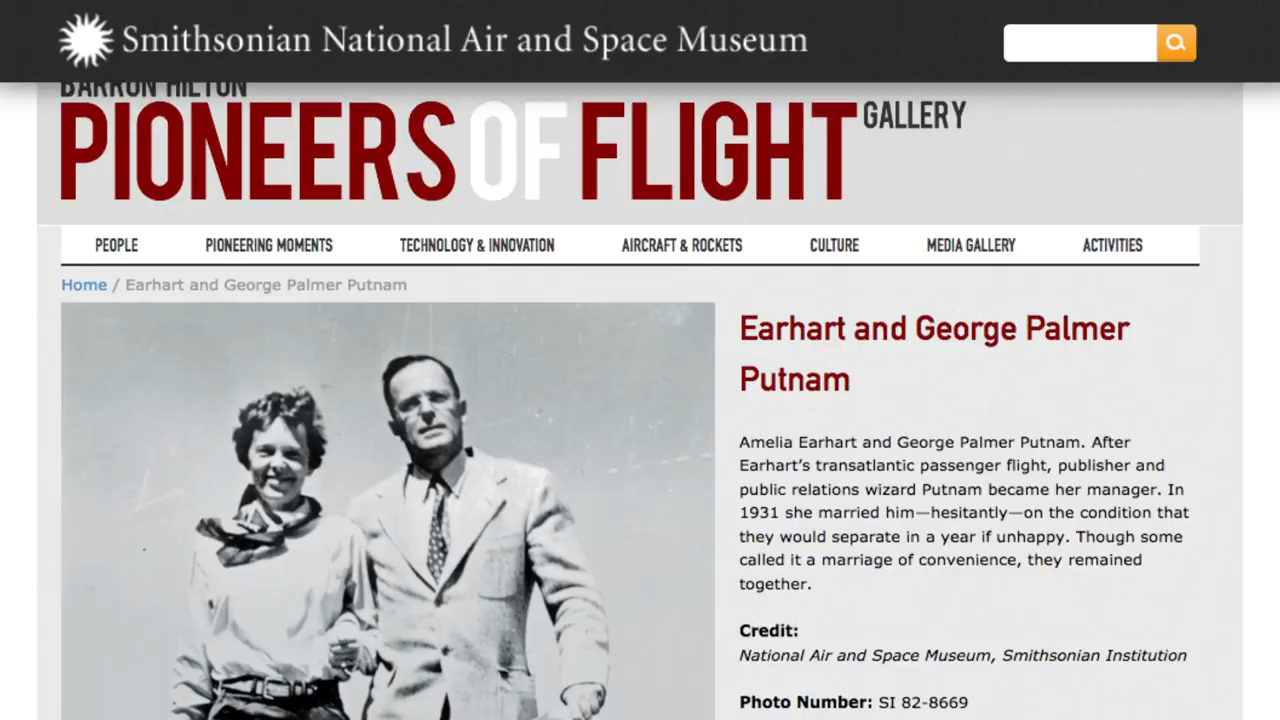 Smithsonian National Air and Space Museum
BARRON HILTON
PIONEERS OF FLIGHT GALLERY
PEOPLE PIONEERING MOMENTS TECHNOLOGY & INNOVATION AIRCRAFT & ROCKETS CULTURE MEDIA GALLERY ACTIVITIES
Home / Earhart and George Palmer Putnam
Earhart and George Palmer
Putnam
Amelia Earhart and George Palmer Putnam. After
Earhart’s transatlantic passenger flight, publisher and
public relations wizard Putnam became her manager. In
1931 she married him—hesitantly—on the condition that
they would separate in a year if unhappy. Though some
called it a marriage of convenience, they remained
together.
Credit:
National Air and Space Museum, Smithsonian Institution
Photo Number: SI 82-8669